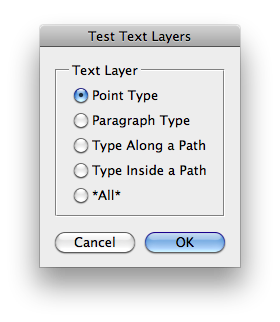 Test Text Layers
Text Layer
Point Type
Paragraph Type
Type Along a Path
Type Inside a Path
*All*
Cancel OK